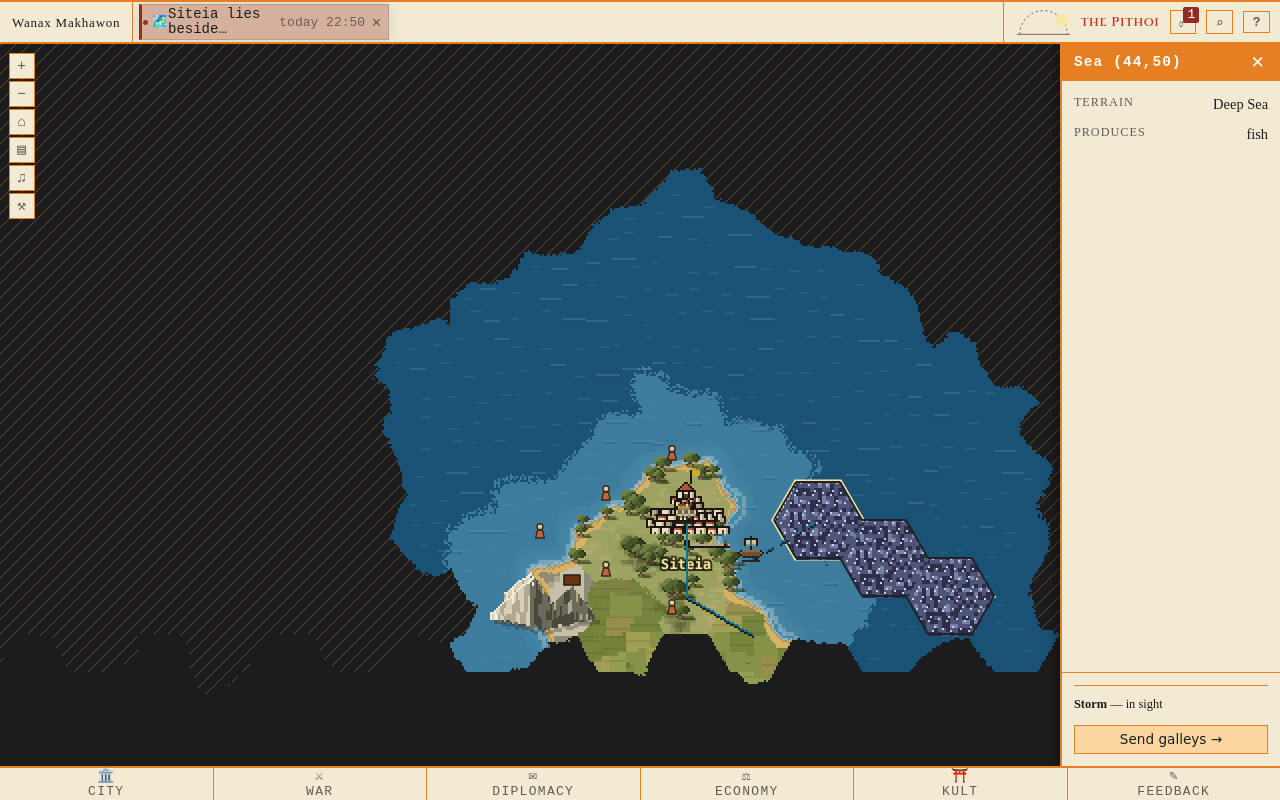 Wanax Makhawon
Siteia lies beside…
today 22:50 ✕
THE PITHOI
1
?
+
−
Sea (44,50) ✕
TERRAIN Deep Sea
PRODUCES fish
Siteia
Storm — in sight
Send galleys →
CITY
WAR
DIPLOMACY
ECONOMY
KULT
FEEDBACK